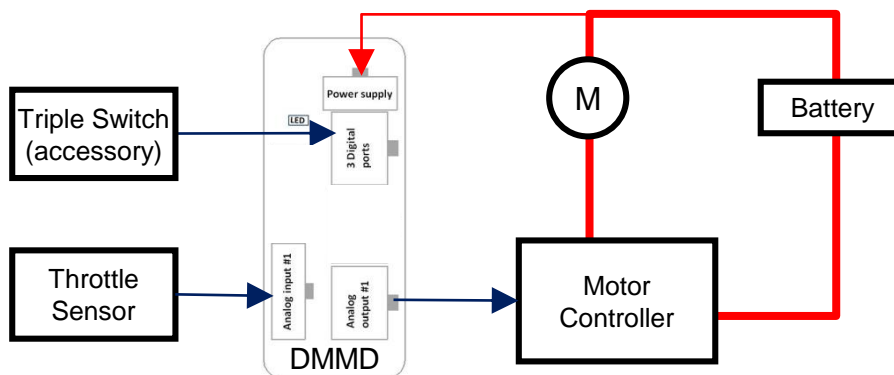 Power supply
M
Battery
Triple Switch
(accessory)
LED
3 Digital
ports
Throttle
Sensor
Analog input #1
Analog
output #1
Motor
Controller
DMMD